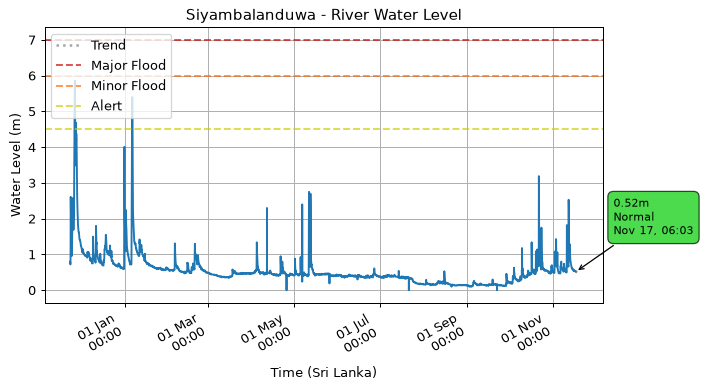 Siyambalanduwa - River Water Level
Trend
Major Flood
Minor Flood
Alert
7
6
5
4
3
2
1
0
Water Level (m)
0.52m
Normal
Nov 17, 06:03
01 Jan
00:00
01 Mar
00:00
01 May
00:00
01 Jul
00:00
01 Sep
00:00
01 Nov
00:00
Time (Sri Lanka)